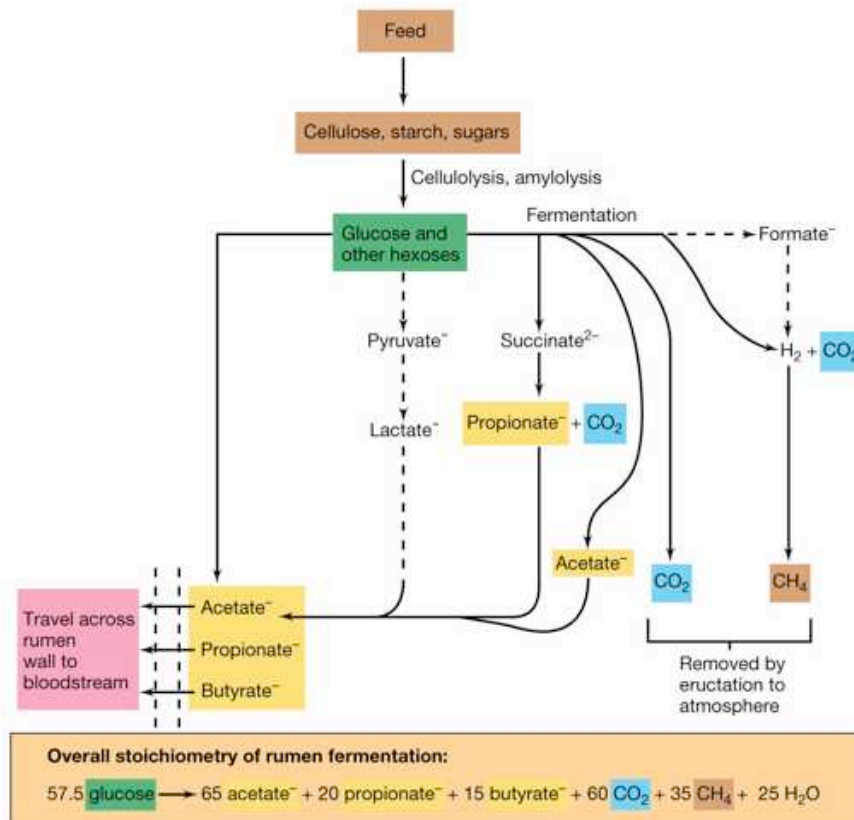 Feed
Cellulose, starch, sugars
Cellulolysis, amylolysis
Fermentation
Glucose and
other hexoses
Formate⁻
Pyruvate⁻
Succinate²⁻
H₂ + CO₂
Lactate⁻
Propionate⁻ + CO₂
Acetate⁻
CO₂
CH₄
Travel across
rumen
wall to
bloodstream
Acetate⁻
Propionate⁻
Butyrate⁻
Removed by
eructation to
atmosphere
Overall stoichiometry of rumen fermentation:
57.5 glucose → 65 acetate⁻ + 20 propionate⁻ + 15 butyrate⁻ + 60 CO₂ + 35 CH₄ + 25 H₂O